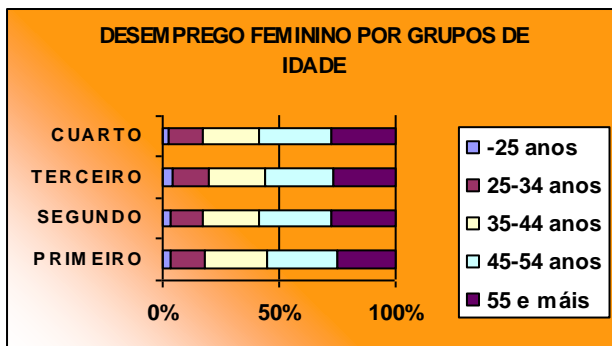 DESEMPREGO FEMININO POR GRUPOS DE
IDADE
CUARTO
TERCEIRO
SEGUNDO
PRIMEIRO
0% 50% 100%
-25 anos
25-34 anos
35-44 anos
45-54 anos
55 e máis